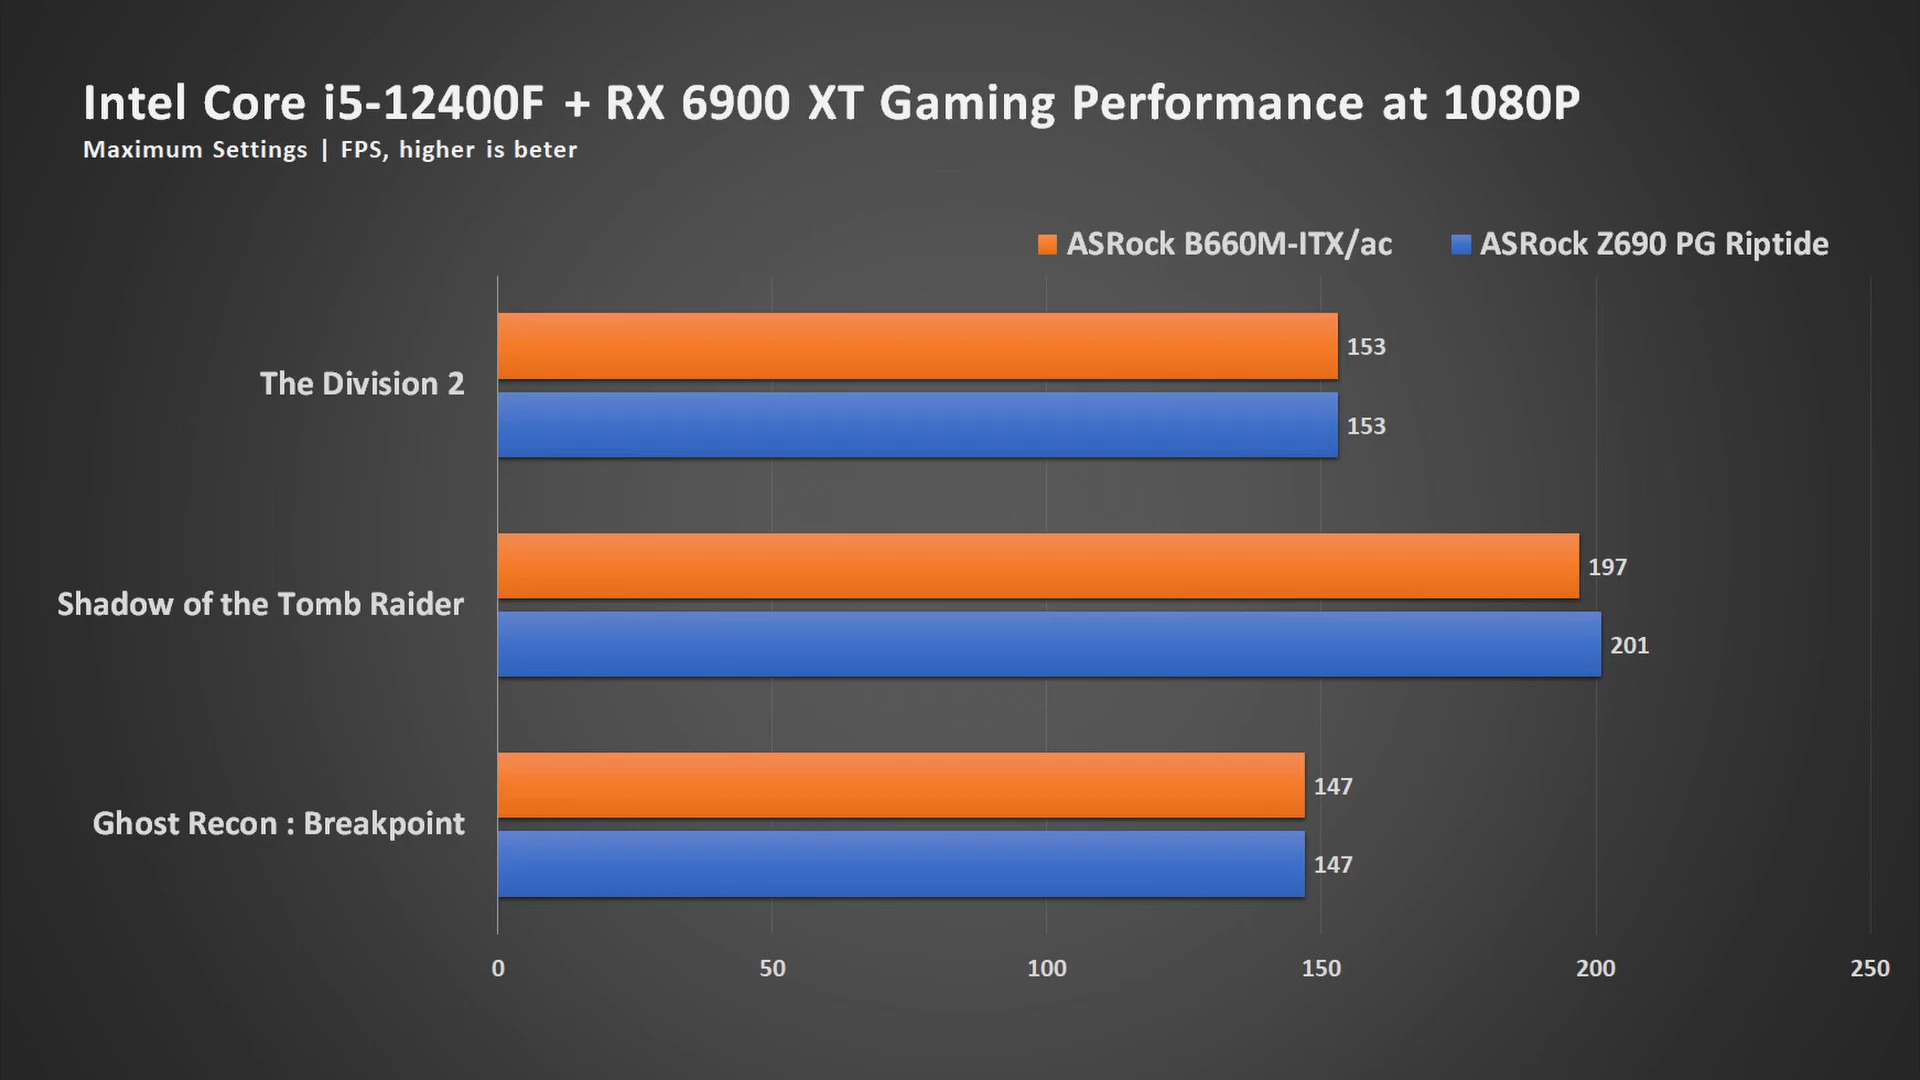 Intel Core i5-12400F + RX 6900 XT Gaming Performance at 1080P
Maximum Settings | FPS, higher is beter
ASRock B660M-ITX/ac
ASRock Z690 PG Riptide
The Division 2
153
153
Shadow of the Tomb Raider
197
201
Ghost Recon : Breakpoint
147
147
0 50 100 150 200 250